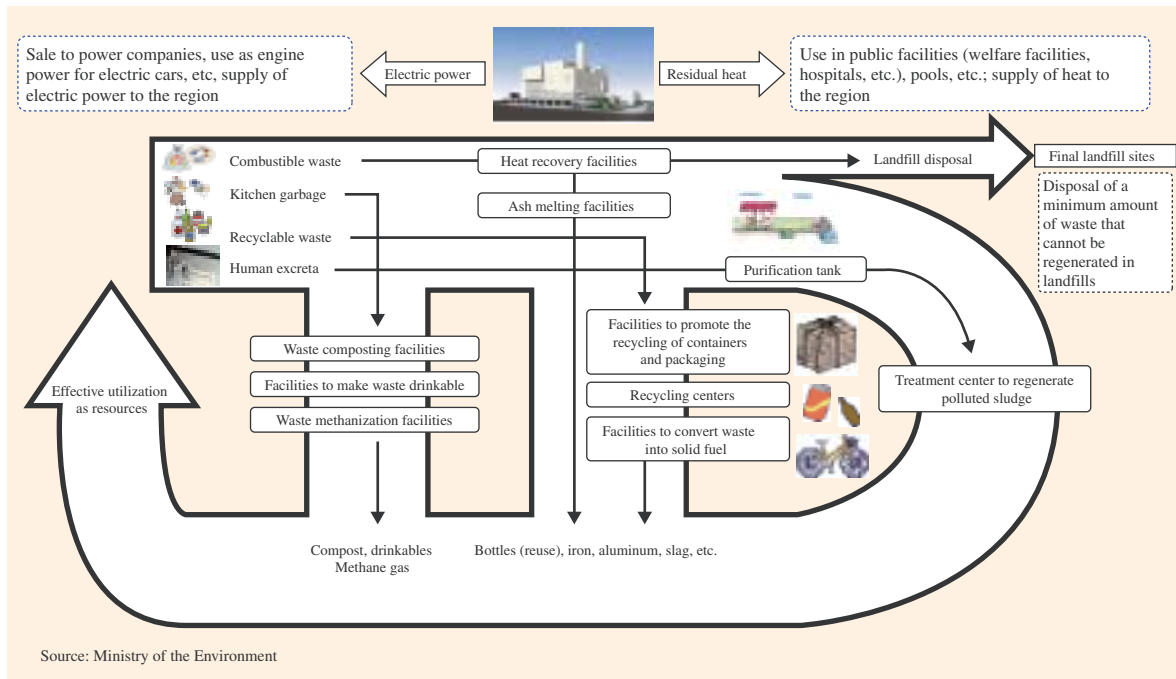 Sale to power companies, use as engine
power for electric cars, etc, supply of
electric power to the region
Electric power
Residual heat
Use in public facilities (welfare facilities,
hospitals, etc.), pools, etc.; supply of heat to
the region
Combustible waste
Heat recovery facilities
Landfill disposal
Final landfill sites
Kitchen garbage
Ash melting facilities
Disposal of a
minimum amount
of waste that
cannot be
regenerated in
landfills
Recyclable waste
Human excreta
Purification tank
Waste composting facilities
Facilities to make waste drinkable
Waste methanization facilities
Facilities to promote the
recycling of containers
and packaging
Recycling centers
Facilities to convert waste
into solid fuel
Treatment center to regenerate
polluted sludge
Effective utilization
as resources
Compost, drinkables
Methane gas
Bottles (reuse), iron, aluminum, slag, etc.
Source: Ministry of the Environment